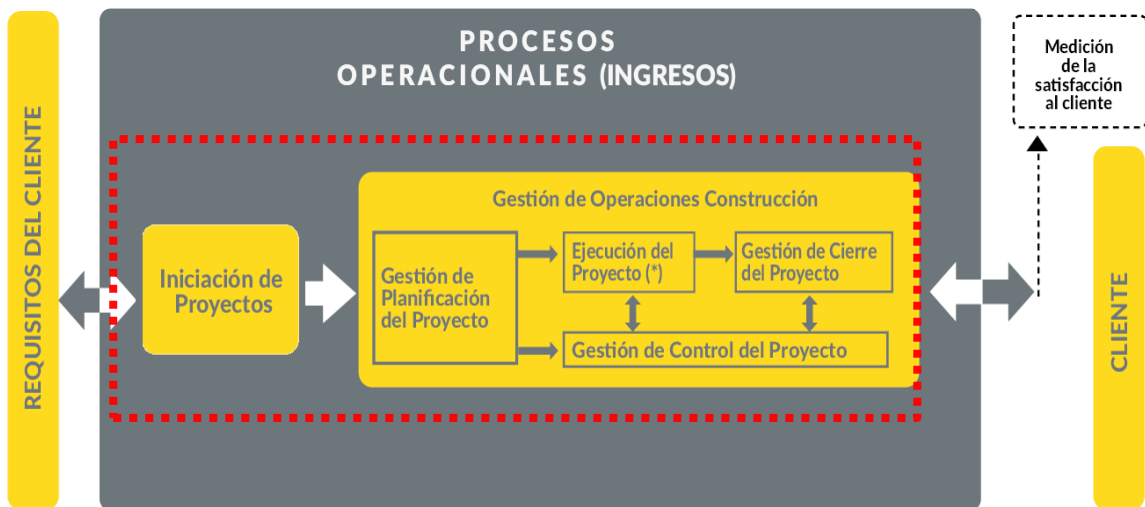 REQUISITOS DEL CLIENTE
PROCESOS
OPERACIONALES (INGRESOS)
Iniciación de
Proyectos
Gestión de Operaciones Construcción
Gestión de
Planificación
del Proyecto
Ejecución del
Proyecto (*)
Gestión de Cierre
del Proyecto
Gestión de Control del Proyecto
Medición
de la
satisfacción
al cliente
CLIENTE